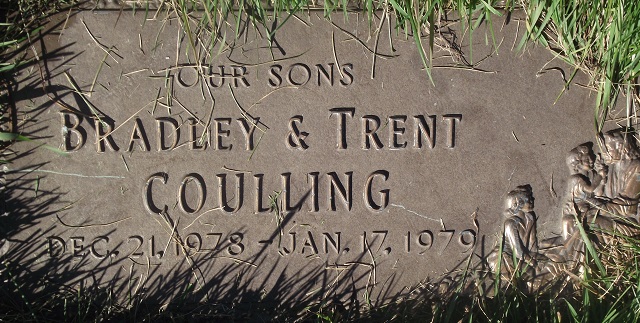 OUR SONS
BRADLEY & TRENT
COULLING
DEC. 21, 1978 - JAN. 17, 1979